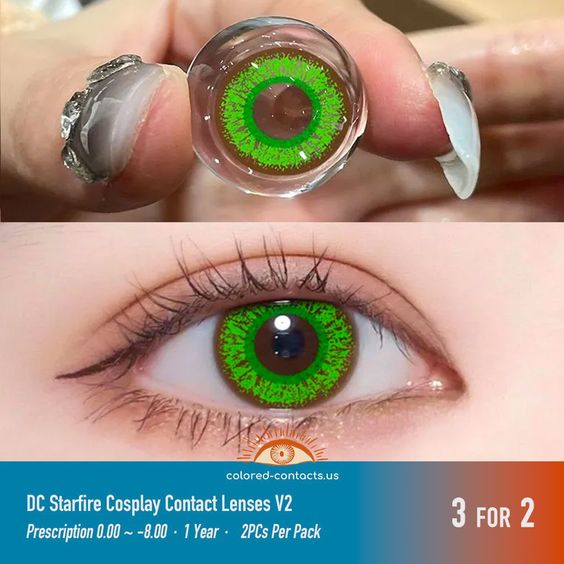 colored-contacts.us
DC Starfire Cosplay Contact Lenses V2
Prescription 0.00 ~ -8.00 · 1 Year · 2PCs Per Pack
3 FOR 2